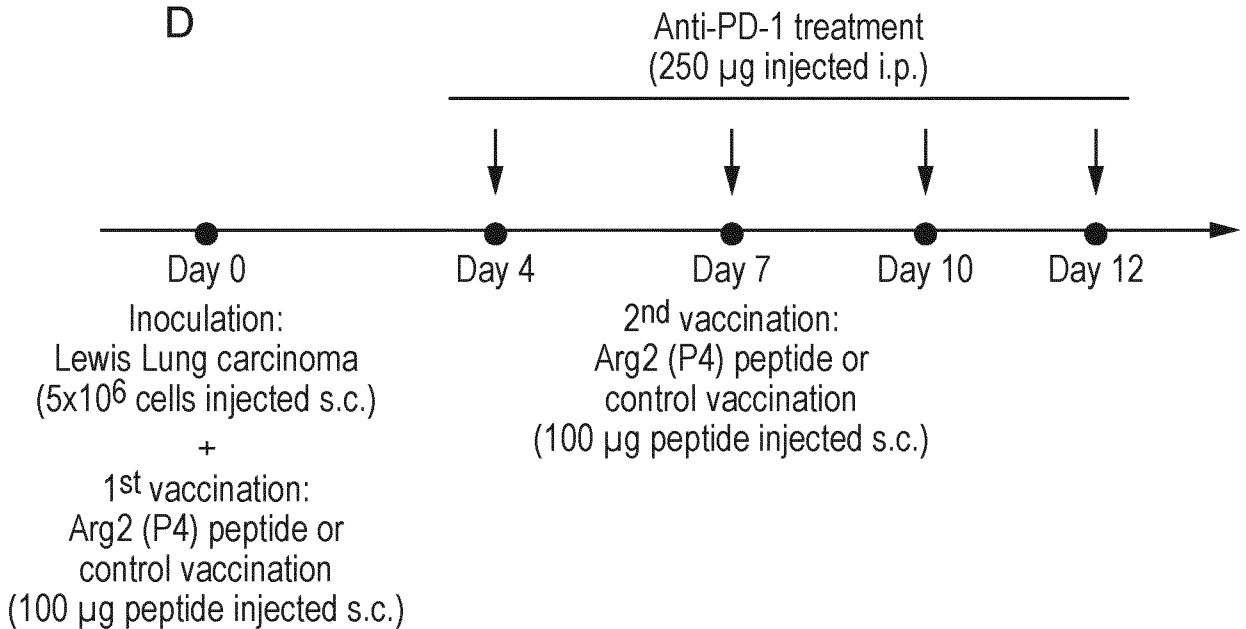 D
Anti-PD-1 treatment
(250 µg injected i.p.)
Day 0
Day 4
Day 7
Day 10
Day 12
Inoculation:
Lewis Lung carcinoma
(5x10⁶ cells injected s.c.)
+
1st vaccination:
Arg2 (P4) peptide or
control vaccination
(100 µg peptide injected s.c.)
2nd vaccination:
Arg2 (P4) peptide or
control vaccination
(100 µg peptide injected s.c.)